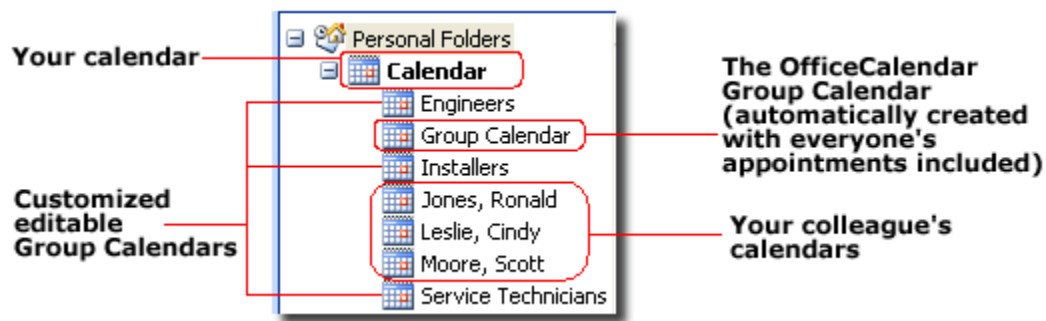 Your calendar
Customized
editable
Group Calendars
Personal Folders
Calendar
Engineers
Group Calendar
Installers
Jones, Ronald
Leslie, Cindy
Moore, Scott
Service Technicians
The OfficeCalendar
Group Calendar
(automatically created
with everyone's
appointments included)
Your colleague's
calendars